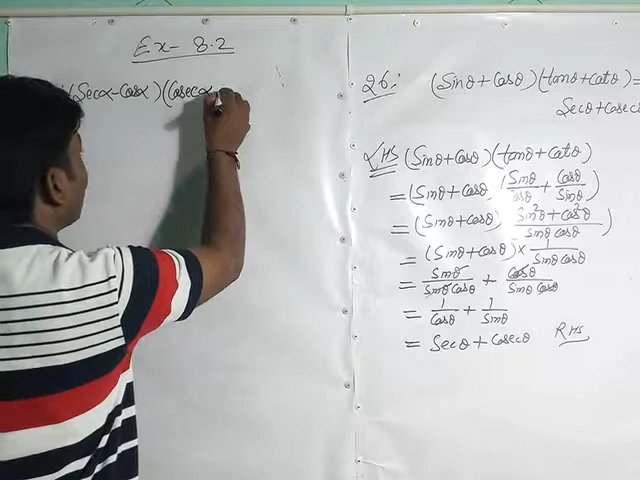 Ex- 8.2
(Secα-Cosα)(Cosecα
26:
(Sinθ+Cosθ)(tanθ+Catθ)=
Secθ+Cosecθ
LHS (Sinθ+Cosθ)(tanθ+Catθ)
= (Sinθ+Cosθ (Sinθ/Cosθ + Cosθ/Sinθ)
= (Sinθ+Cosθ) (Sin²θ+Cos²θ/Sinθ Cosθ)
= (Sinθ+Cosθ) × 1/Sinθ Cosθ
= Sinθ/Sinθ Cosθ + Cosθ/Sinθ Cosθ
= 1/Cosθ + 1/Sinθ
= Secθ+Cosecθ RHS